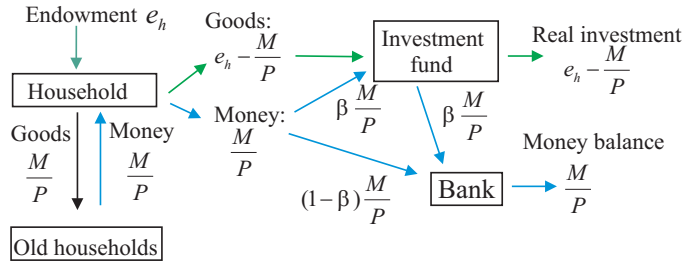 Endowment e_h
Household
Goods
M/P
Money
M/P
Old households
Goods:
e_h − M/P
Money:
M/P
β M/P
(1−β) M/P
Investment
fund
β M/P
Bank
Real investment
e_h − M/P
Money balance
M/P